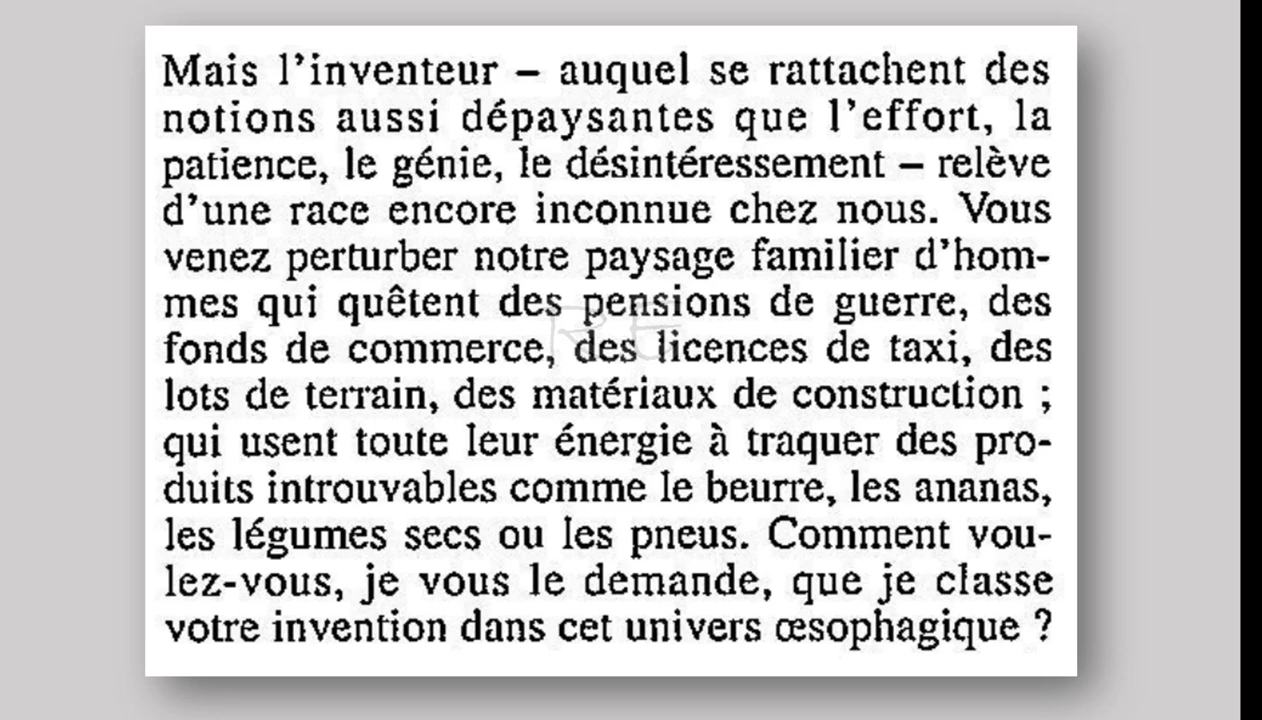 Mais l’inventeur – auquel se rattachent des
notions aussi dépaysantes que l’effort, la
patience, le génie, le désintéressement – relève
d’une race encore inconnue chez nous. Vous
venez perturber notre paysage familier d’hom-
mes qui quêtent des pensions de guerre, des
fonds de commerce, des licences de taxi, des
lots de terrain, des matériaux de construction ;
qui usent toute leur énergie à traquer des pro-
duits introuvables comme le beurre, les ananas,
les légumes secs ou les pneus. Comment vou-
lez-vous, je vous le demande, que je classe
votre invention dans cet univers œsophagique ?